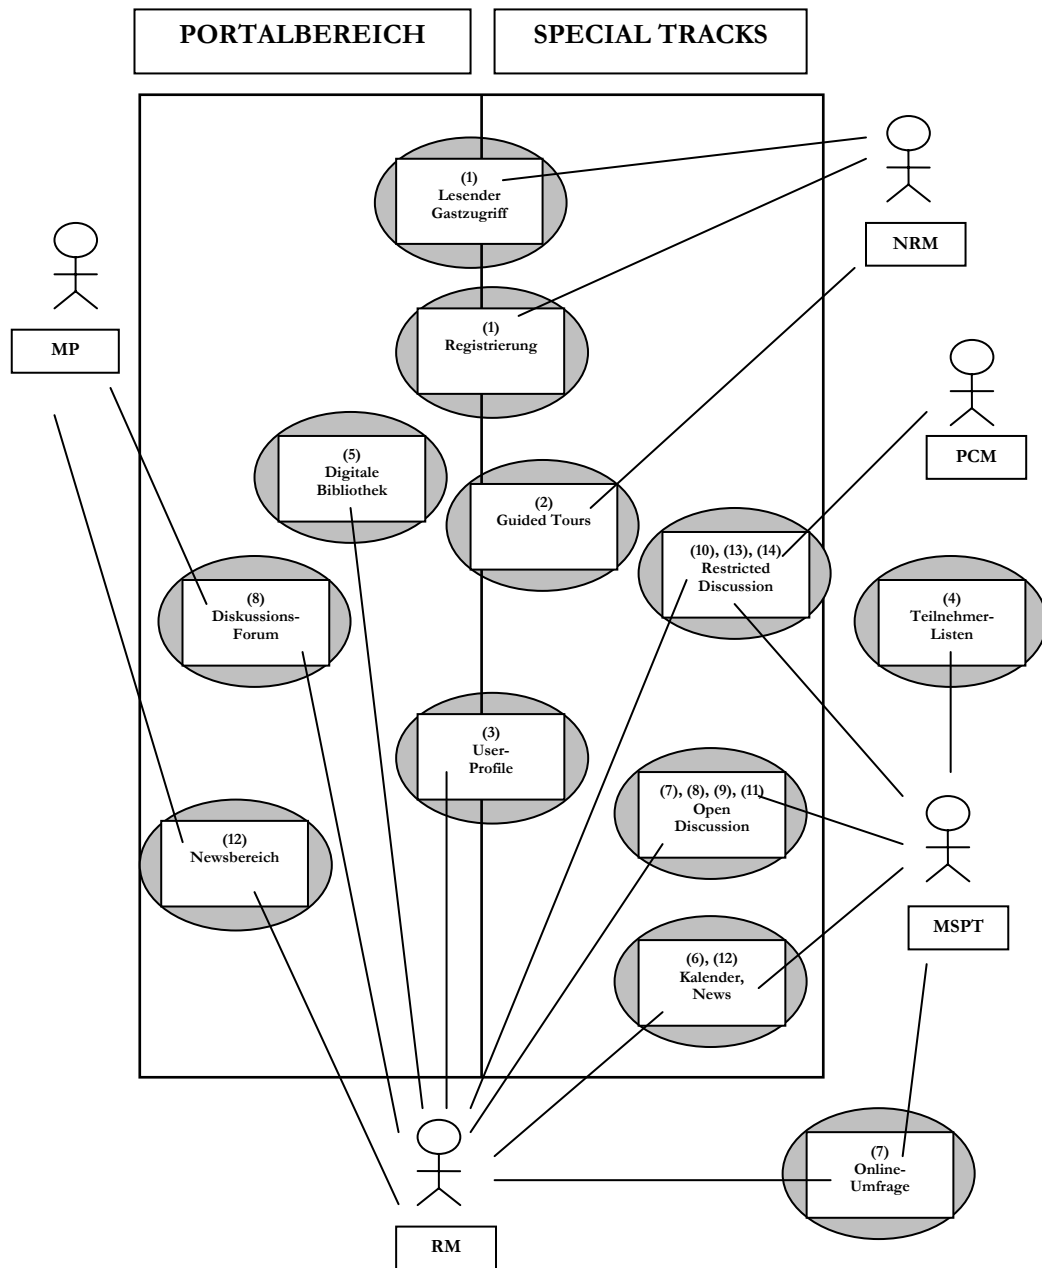 PORTALBEREICH
SPECIAL TRACKS
(1)
Lesender
Gastzugriff
NRM
MP
(1)
Registrierung
PCM
(5)
Digitale
Bibliothek
(2)
Guided Tours
(10), (13), (14)
Restricted
Discussion
(8)
Diskussions-
Forum
(4)
Teilnehmer-
Listen
(3)
User-
Profile
(7), (8), (9), (11)
Open
Discussion
(12)
Newsbereich
MSPT
(6), (12)
Kalender,
News
(7)
Online-
Umfrage
RM